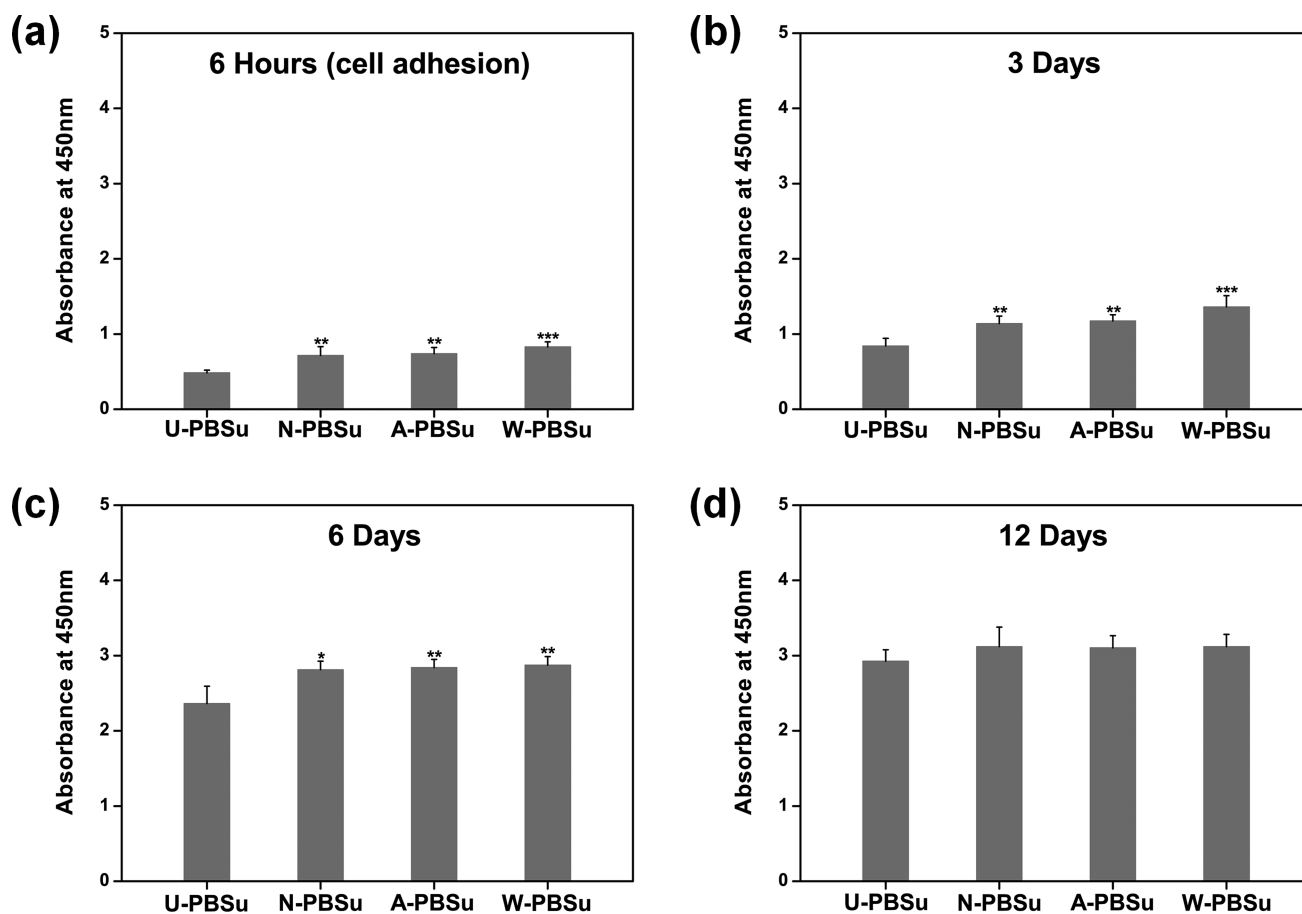 (a)
6 Hours (cell adhesion)
Absorbance at 450nm
5
4
3
2
1
0
** ** ***
U-PBSu N-PBSu A-PBSu W-PBSu
(b)
3 Days
Absorbance at 450nm
5
4
3
2
1
0
** ** ***
U-PBSu N-PBSu A-PBSu W-PBSu
(c)
6 Days
Absorbance at 450nm
5
4
3
2
1
0
* ** **
U-PBSu N-PBSu A-PBSu W-PBSu
(d)
12 Days
Absorbance at 450nm
5
4
3
2
1
0
U-PBSu N-PBSu A-PBSu W-PBSu